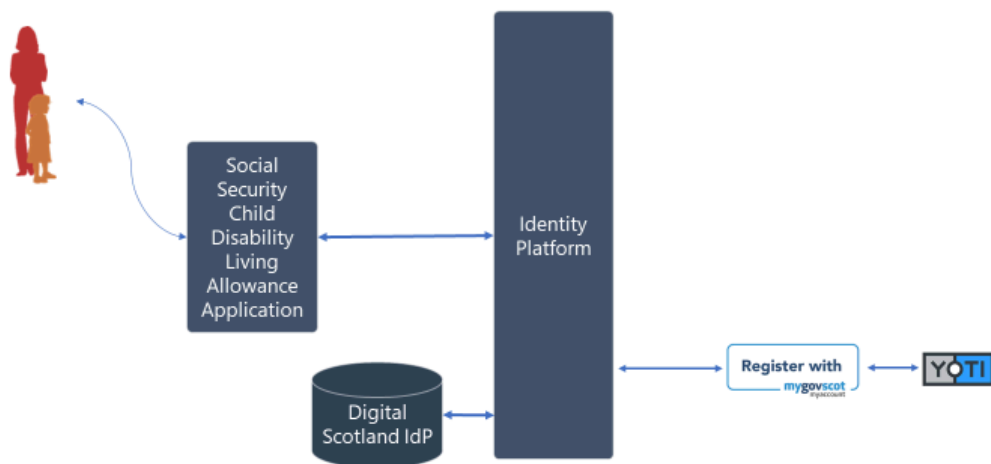 Social
Security
Child
Disability
Living
Allowance
Application
Identity
Platform
Digital
Scotland IdP
Register with
mygovscot
myaccount
YOTI